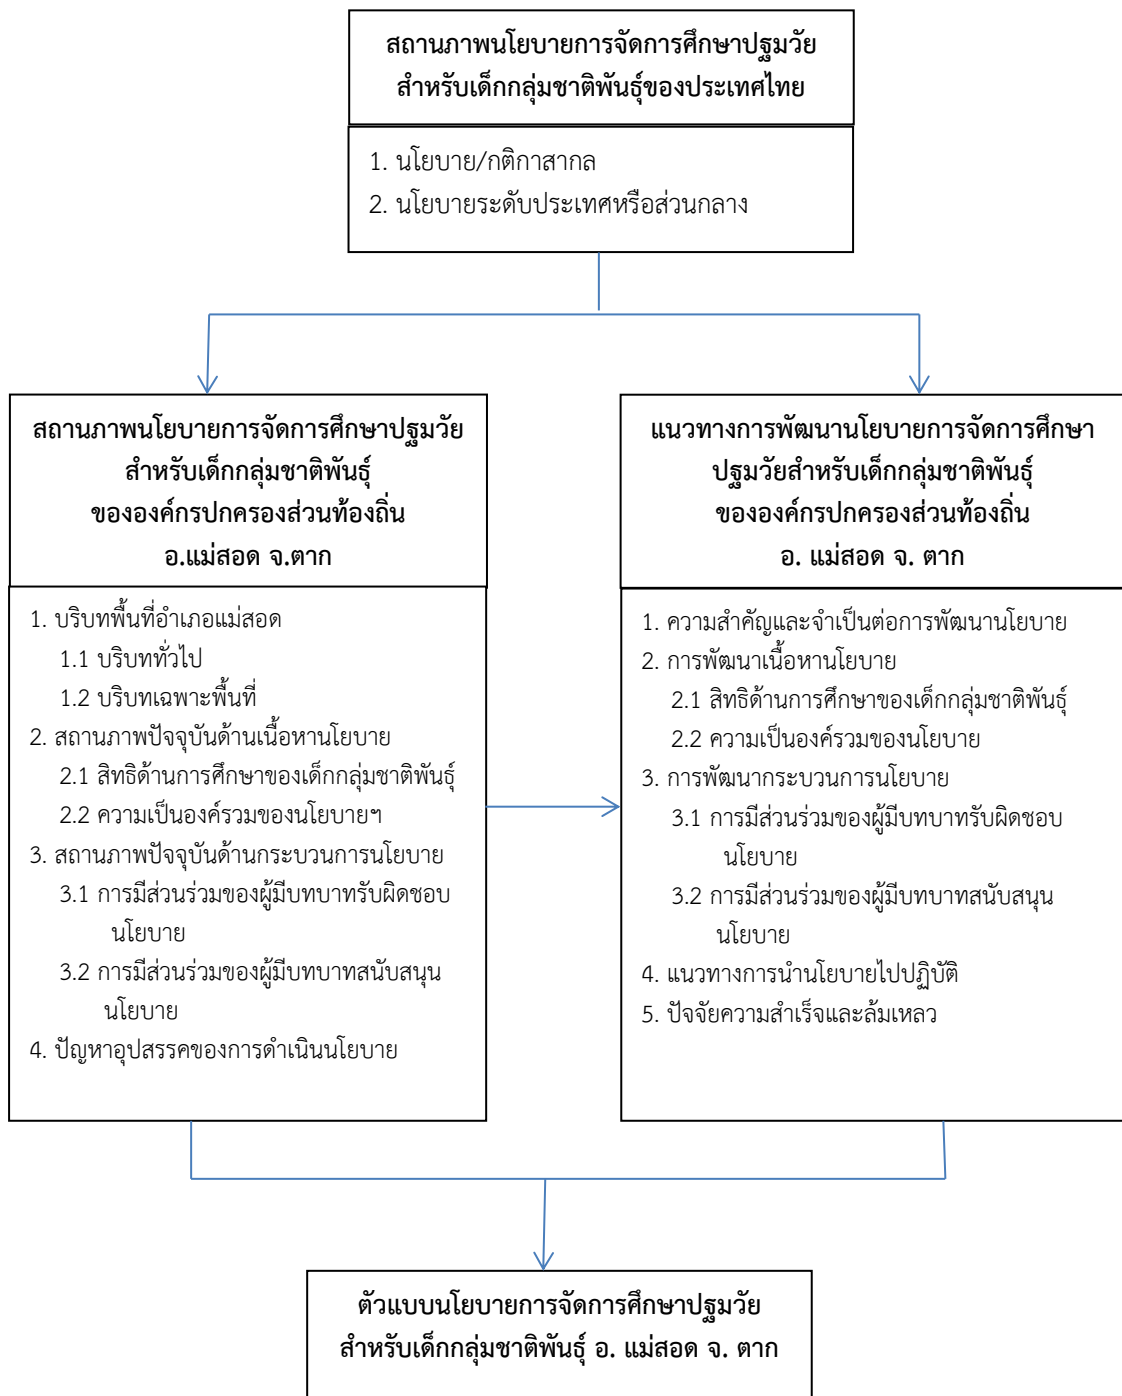 สถานภาพนโยบายการจัดการศึกษาปฐมวัย
สำหรับเด็กกลุ่มชาติพันธุ์ของประเทศไทย
1. นโยบาย/กติกาสากล
2. นโยบายระดับประเทศหรือส่วนกลาง
สถานภาพนโยบายการจัดการศึกษาปฐมวัย
สำหรับเด็กกลุ่มชาติพันธุ์
ขององค์กรปกครองส่วนท้องถิ่น
อ.แม่สอด จ.ตาก
1. บริบทพื้นที่อำเภอแม่สอด
1.1 บริบททั่วไป
1.2 บริบทเฉพาะพื้นที่
2. สถานภาพปัจจุบันด้านเนื้อหานโยบาย
2.1 สิทธิด้านการศึกษาของเด็กกลุ่มชาติพันธุ์
2.2 ความเป็นองค์รวมของนโยบายฯ
3. สถานภาพปัจจุบันด้านกระบวนการนโยบาย
3.1 การมีส่วนร่วมของผู้มีบทบาทรับผิดชอบ
นโยบาย
3.2 การมีส่วนร่วมของผู้มีบทบาทสนับสนุน
นโยบาย
4. ปัญหาอุปสรรคของการดำเนินนโยบาย
แนวทางการพัฒนานโยบายการจัดการศึกษา
ปฐมวัยสำหรับเด็กกลุ่มชาติพันธุ์
ขององค์กรปกครองส่วนท้องถิ่น
อ. แม่สอด จ. ตาก
1. ความสำคัญและจำเป็นต่อการพัฒนานโยบาย
2. การพัฒนาเนื้อหานโยบาย
2.1 สิทธิด้านการศึกษาของเด็กกลุ่มชาติพันธุ์
2.2 ความเป็นองค์รวมของนโยบาย
3. การพัฒนากระบวนการนโยบาย
3.1 การมีส่วนร่วมของผู้มีบทบาทรับผิดชอบ
นโยบาย
3.2 การมีส่วนร่วมของผู้มีบทบาทสนับสนุน
นโยบาย
4. แนวทางการนำนโยบายไปปฏิบัติ
5. ปัจจัยความสำเร็จและล้มเหลว
ตัวแบบนโยบายการจัดการศึกษาปฐมวัย
สำหรับเด็กกลุ่มชาติพันธุ์ อ. แม่สอด จ. ตาก